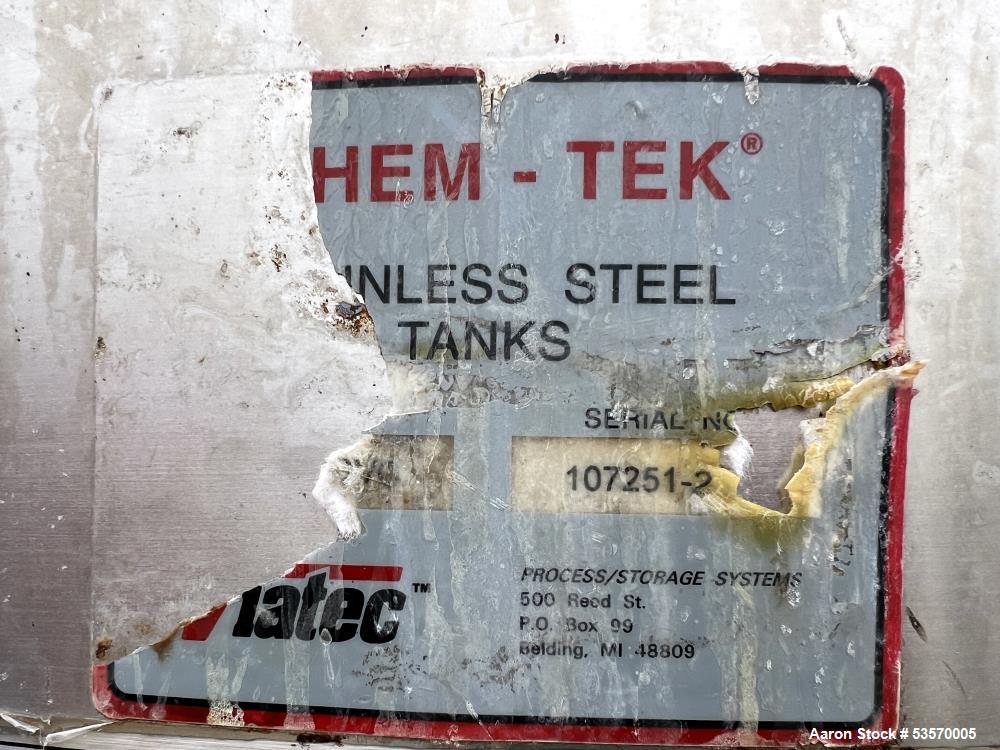 HEM - TEK®
INLESS STEEL
TANKS
SERIAL NO
107251-2
iatec™
PROCESS/STORAGE SYSTEMS
500 Reed St.
P.O. Box 99
Belding, MI 48809
Aaron Stock # 53570005